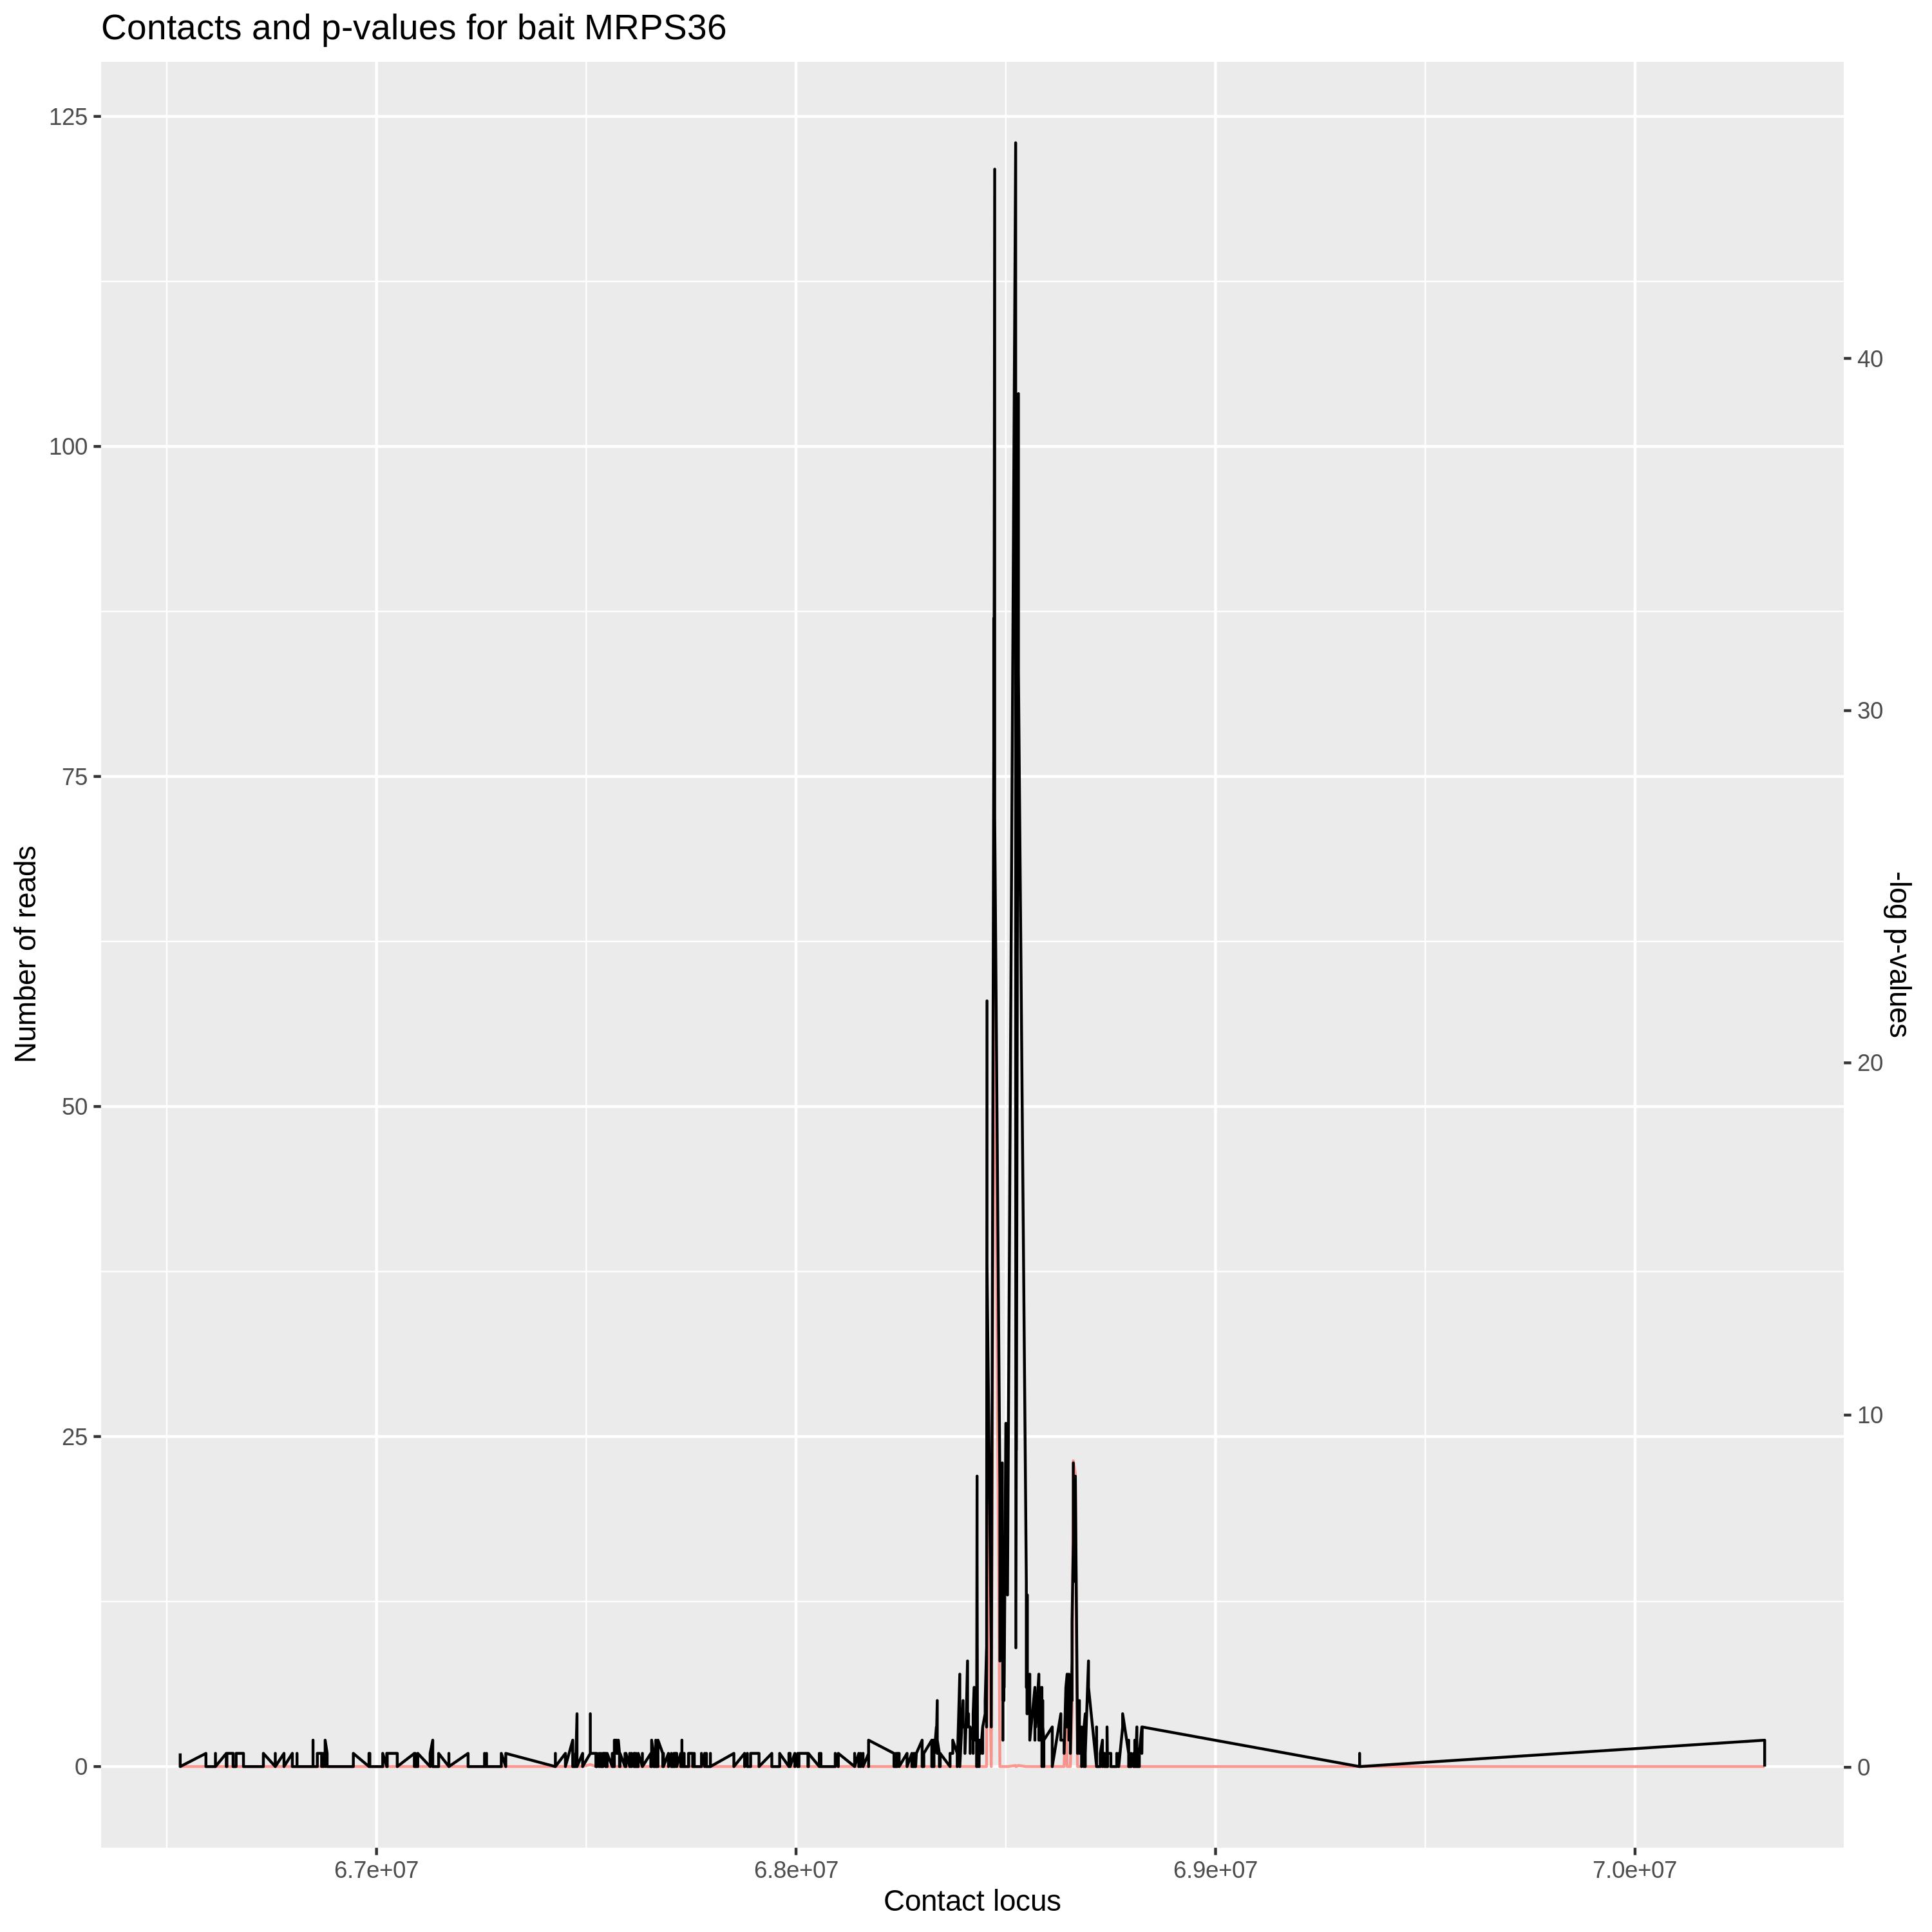 Contacts and p-values for bait MRPS36
125
100
75
50
25
0
Number of reads
40
30
20
10
0
-log p-values
6.7e+07
6.8e+07
6.9e+07
7.0e+07
Contact locus